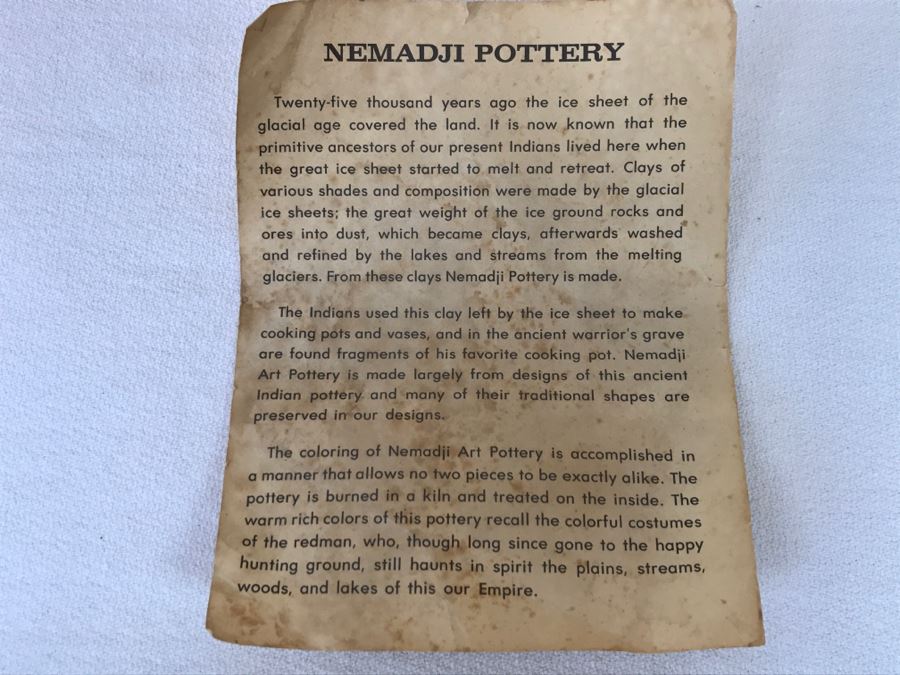 NEMADJI POTTERY
Twenty-five thousand years ago the ice sheet of the
glacial age covered the land. It is now known that the
primitive ancestors of our present Indians lived here when
the great ice sheet started to melt and retreat. Clays of
various shades and composition were made by the glacial
ice sheets; the great weight of the ice ground rocks and
ores into dust, which became clays, afterwards washed
and refined by the lakes and streams from the melting
glaciers. From these clays Nemadji Pottery is made.
The Indians used this clay left by the ice sheet to make
cooking pots and vases, and in the ancient warrior's grave
are found fragments of his favorite cooking pot. Nemadji
Art Pottery is made largely from designs of this ancient
Indian pottery and many of their traditional shapes are
preserved in our designs.
The coloring of Nemadji Art Pottery is accomplished in
a manner that allows no two pieces to be exactly alike. The
pottery is burned in a kiln and treated on the inside. The
warm rich colors of this pottery recall the colorful costumes
of the redman, who, though long since gone to the happy
hunting ground, still haunts in spirit the plains, streams,
woods, and lakes of this our Empire.